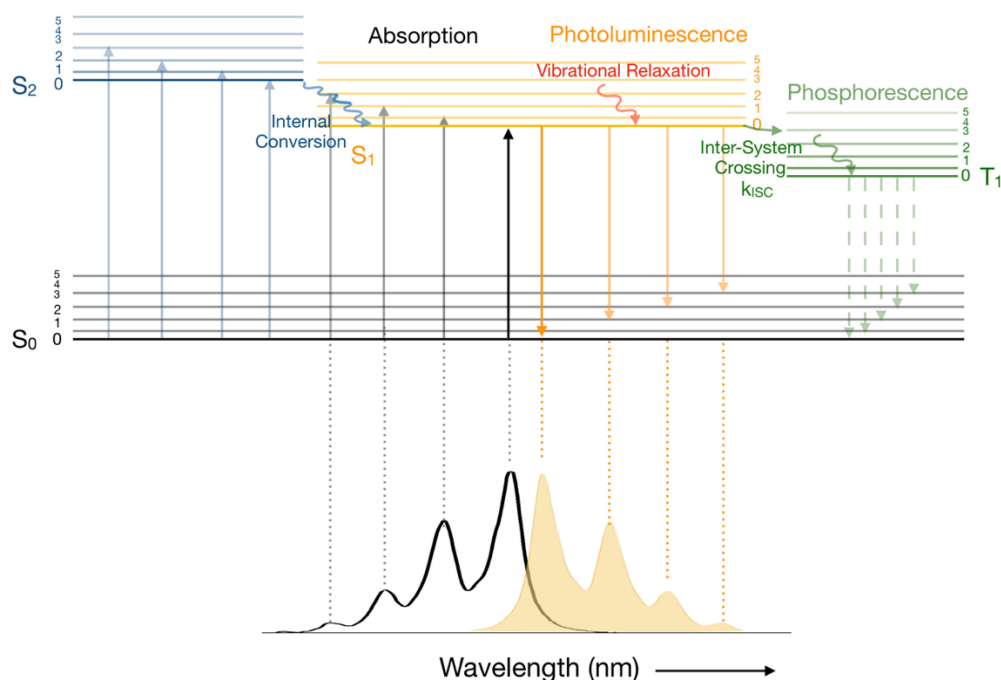 Absorption
Photoluminescence
Vibrational Relaxation
Phosphorescence
5
4
3
2
1
0
S₂
Internal
Conversion
S₁
5
4
3
2
1
0
Inter-System
Crossing
kISC
5
4
3
2
1
0
T₁
5
4
3
2
1
0
S₀
Wavelength (nm)